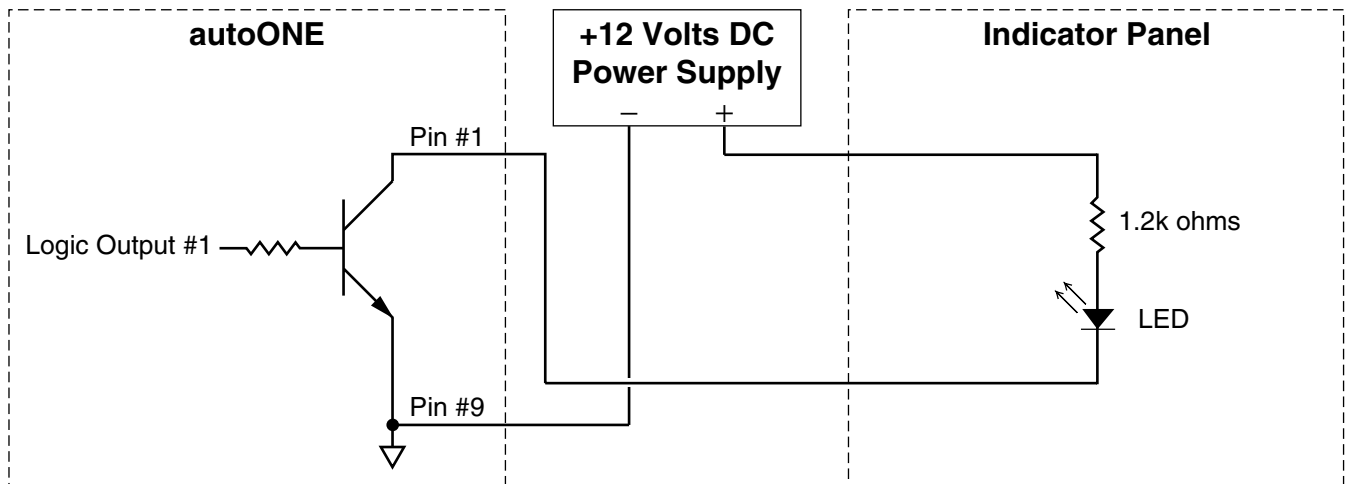 autoONE
+12 Volts DC
Power Supply
− +
Indicator Panel
Pin #1
Logic Output #1
1.2k ohms
LED
Pin #9